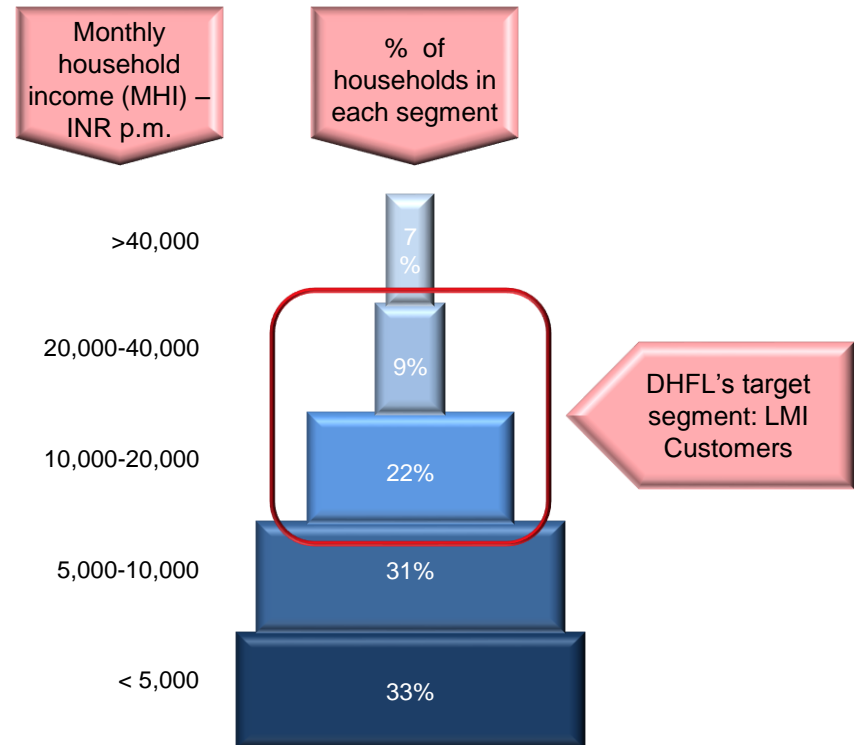 Monthly
household
income (MHI) –
INR p.m.
% of
households in
each segment
>40,000
7
%
20,000-40,000
9%
DHFL’s target
segment: LMI
Customers
10,000-20,000
22%
5,000-10,000
31%
< 5,000
33%